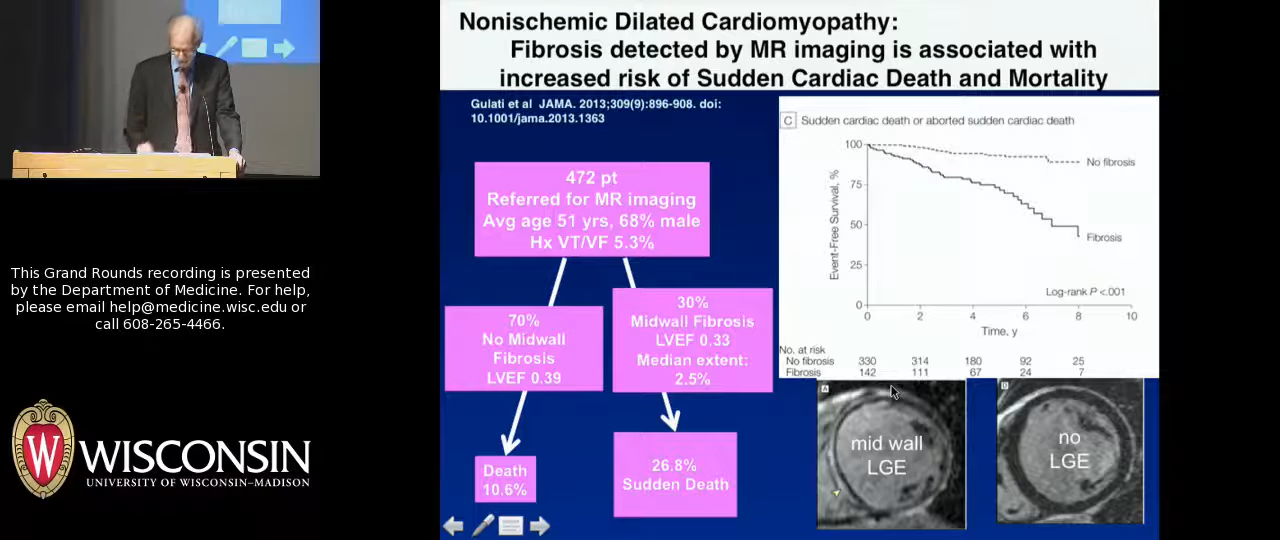 Nonischemic Dilated Cardiomyopathy:
Fibrosis detected by MR imaging is associated with
increased risk of Sudden Cardiac Death and Mortality
Gulati et al JAMA. 2013;309(9):896-908. doi:
10.1001/jama.2013.1363
472 pt
Referred for MR imaging
Avg age 51 yrs, 68% male
Hx VT/VF 5.3%
70%
No Midwall
Fibrosis
LVEF 0.39
30%
Midwall Fibrosis
LVEF 0.33
Median extent:
2.5%
Death
10.6%
26.8%
Sudden Death
C Sudden cardiac death or aborted sudden cardiac death
Event-Free Survival, %
100
75
50
25
0
No fibrosis
Fibrosis
Log-rank P <.001
0 2 4 6 8 10
Time, y
No. at risk
No fibrosis 330 314 180 92 25
Fibrosis 142 111 67 24 7
A
mid wall
LGE
D
no
LGE
This Grand Rounds recording is presented
by the Department of Medicine. For help,
please email help@medicine.wisc.edu or
call 608-265-4466.
W
WISCONSIN
UNIVERSITY OF WISCONSIN–MADISON